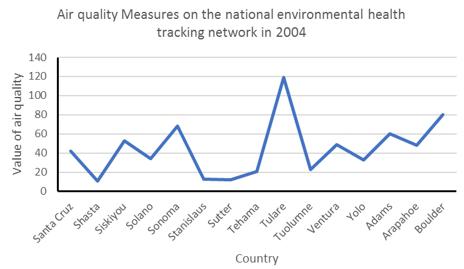 Air quality Measures on the national environmental health
tracking network in 2004
Value of air quality
140
120
100
80
60
40
20
0
Santa Cruz
Shasta
Siskiyou
Solano
Sonoma
Stanislaus
Sutter
Tehama
Tulare
Tuolumne
Ventura
Yolo
Adams
Arapahoe
Boulder
Country